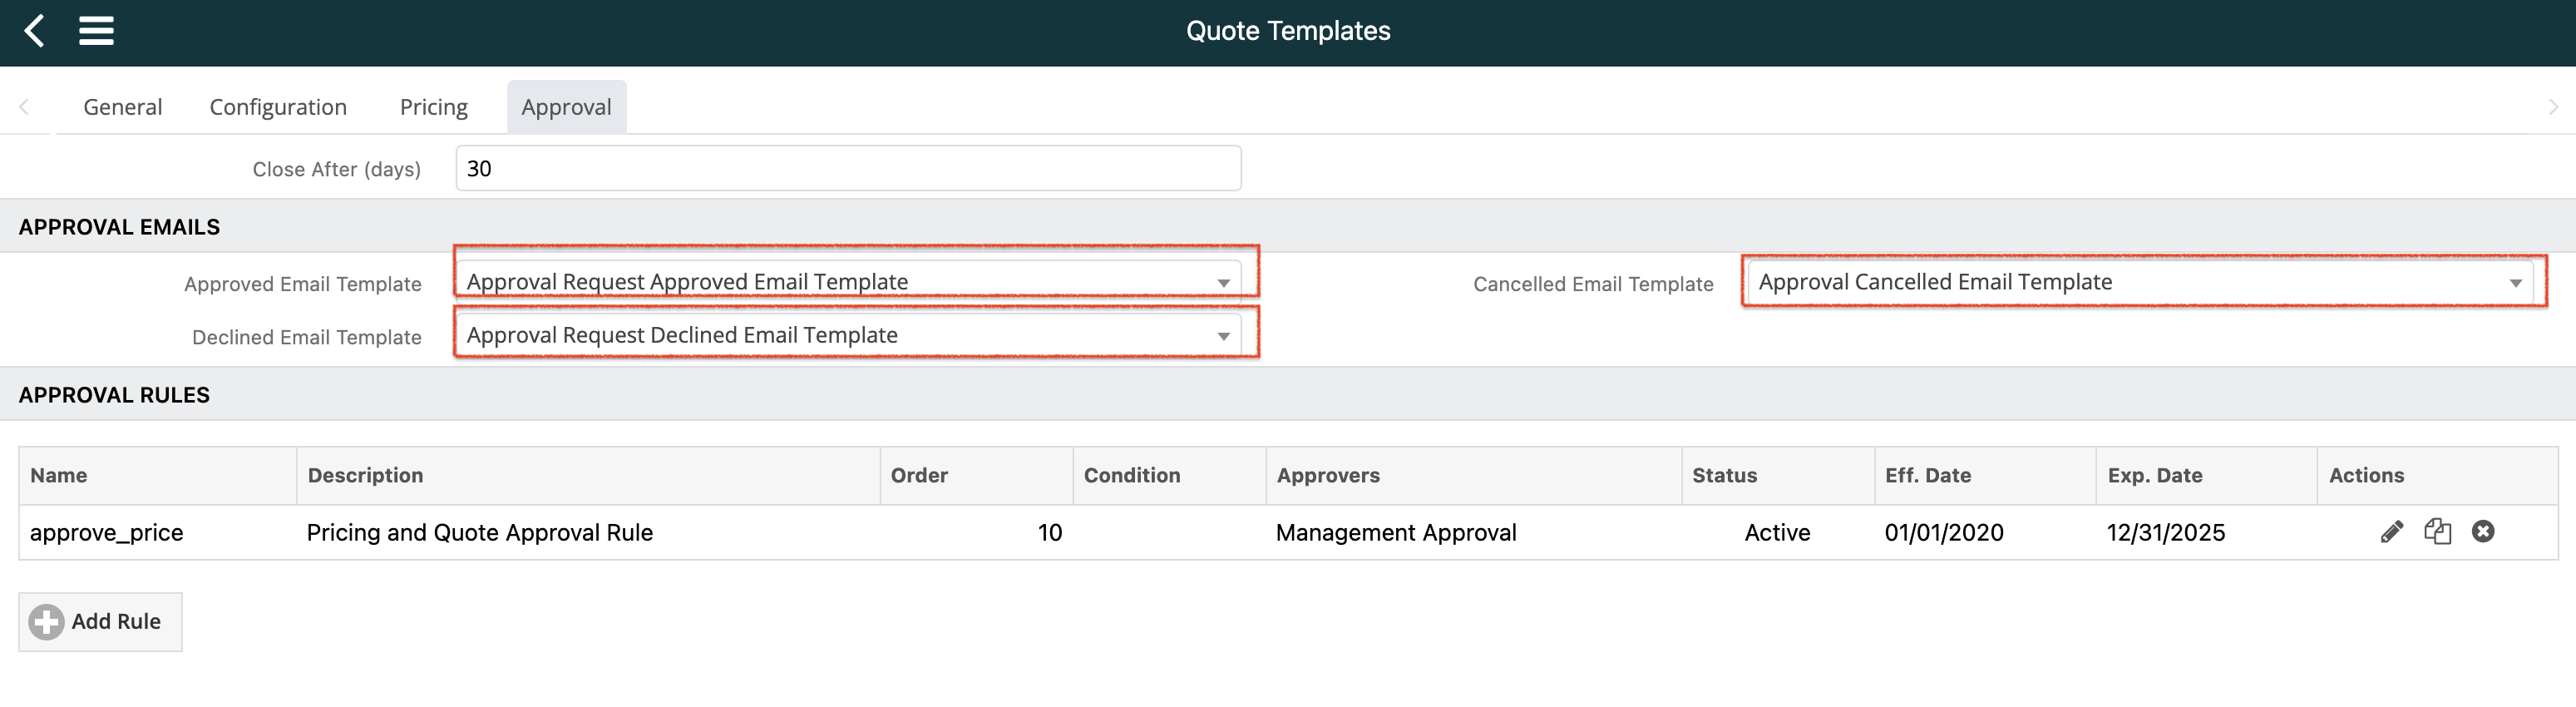 Quote Templates
General Configuration Pricing Approval
Close After (days) 30
APPROVAL EMAILS
Approved Email Template Approval Request Approved Email Template Cancelled Email Template Approval Cancelled Email Template
Declined Email Template Approval Request Declined Email Template
APPROVAL RULES
Name Description Order Condition Approvers Status Eff. Date Exp. Date Actions
approve_price Pricing and Quote Approval Rule 10 Management Approval Active 01/01/2020 12/31/2025
Add Rule